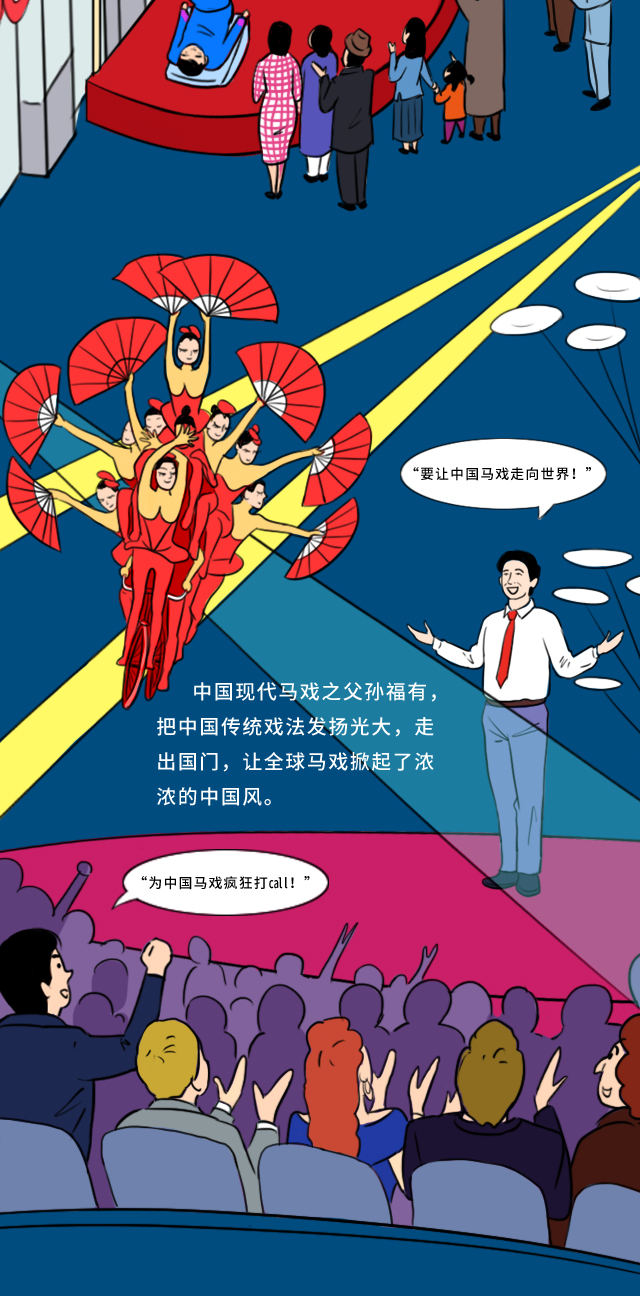 “要让中国马戏走向世界！”
中国现代马戏之父孙福有，
把中国传统戏法发扬光大，走
出国门，让全球马戏掀起了浓
浓的中国风。
“为中国马戏疯狂打call！”